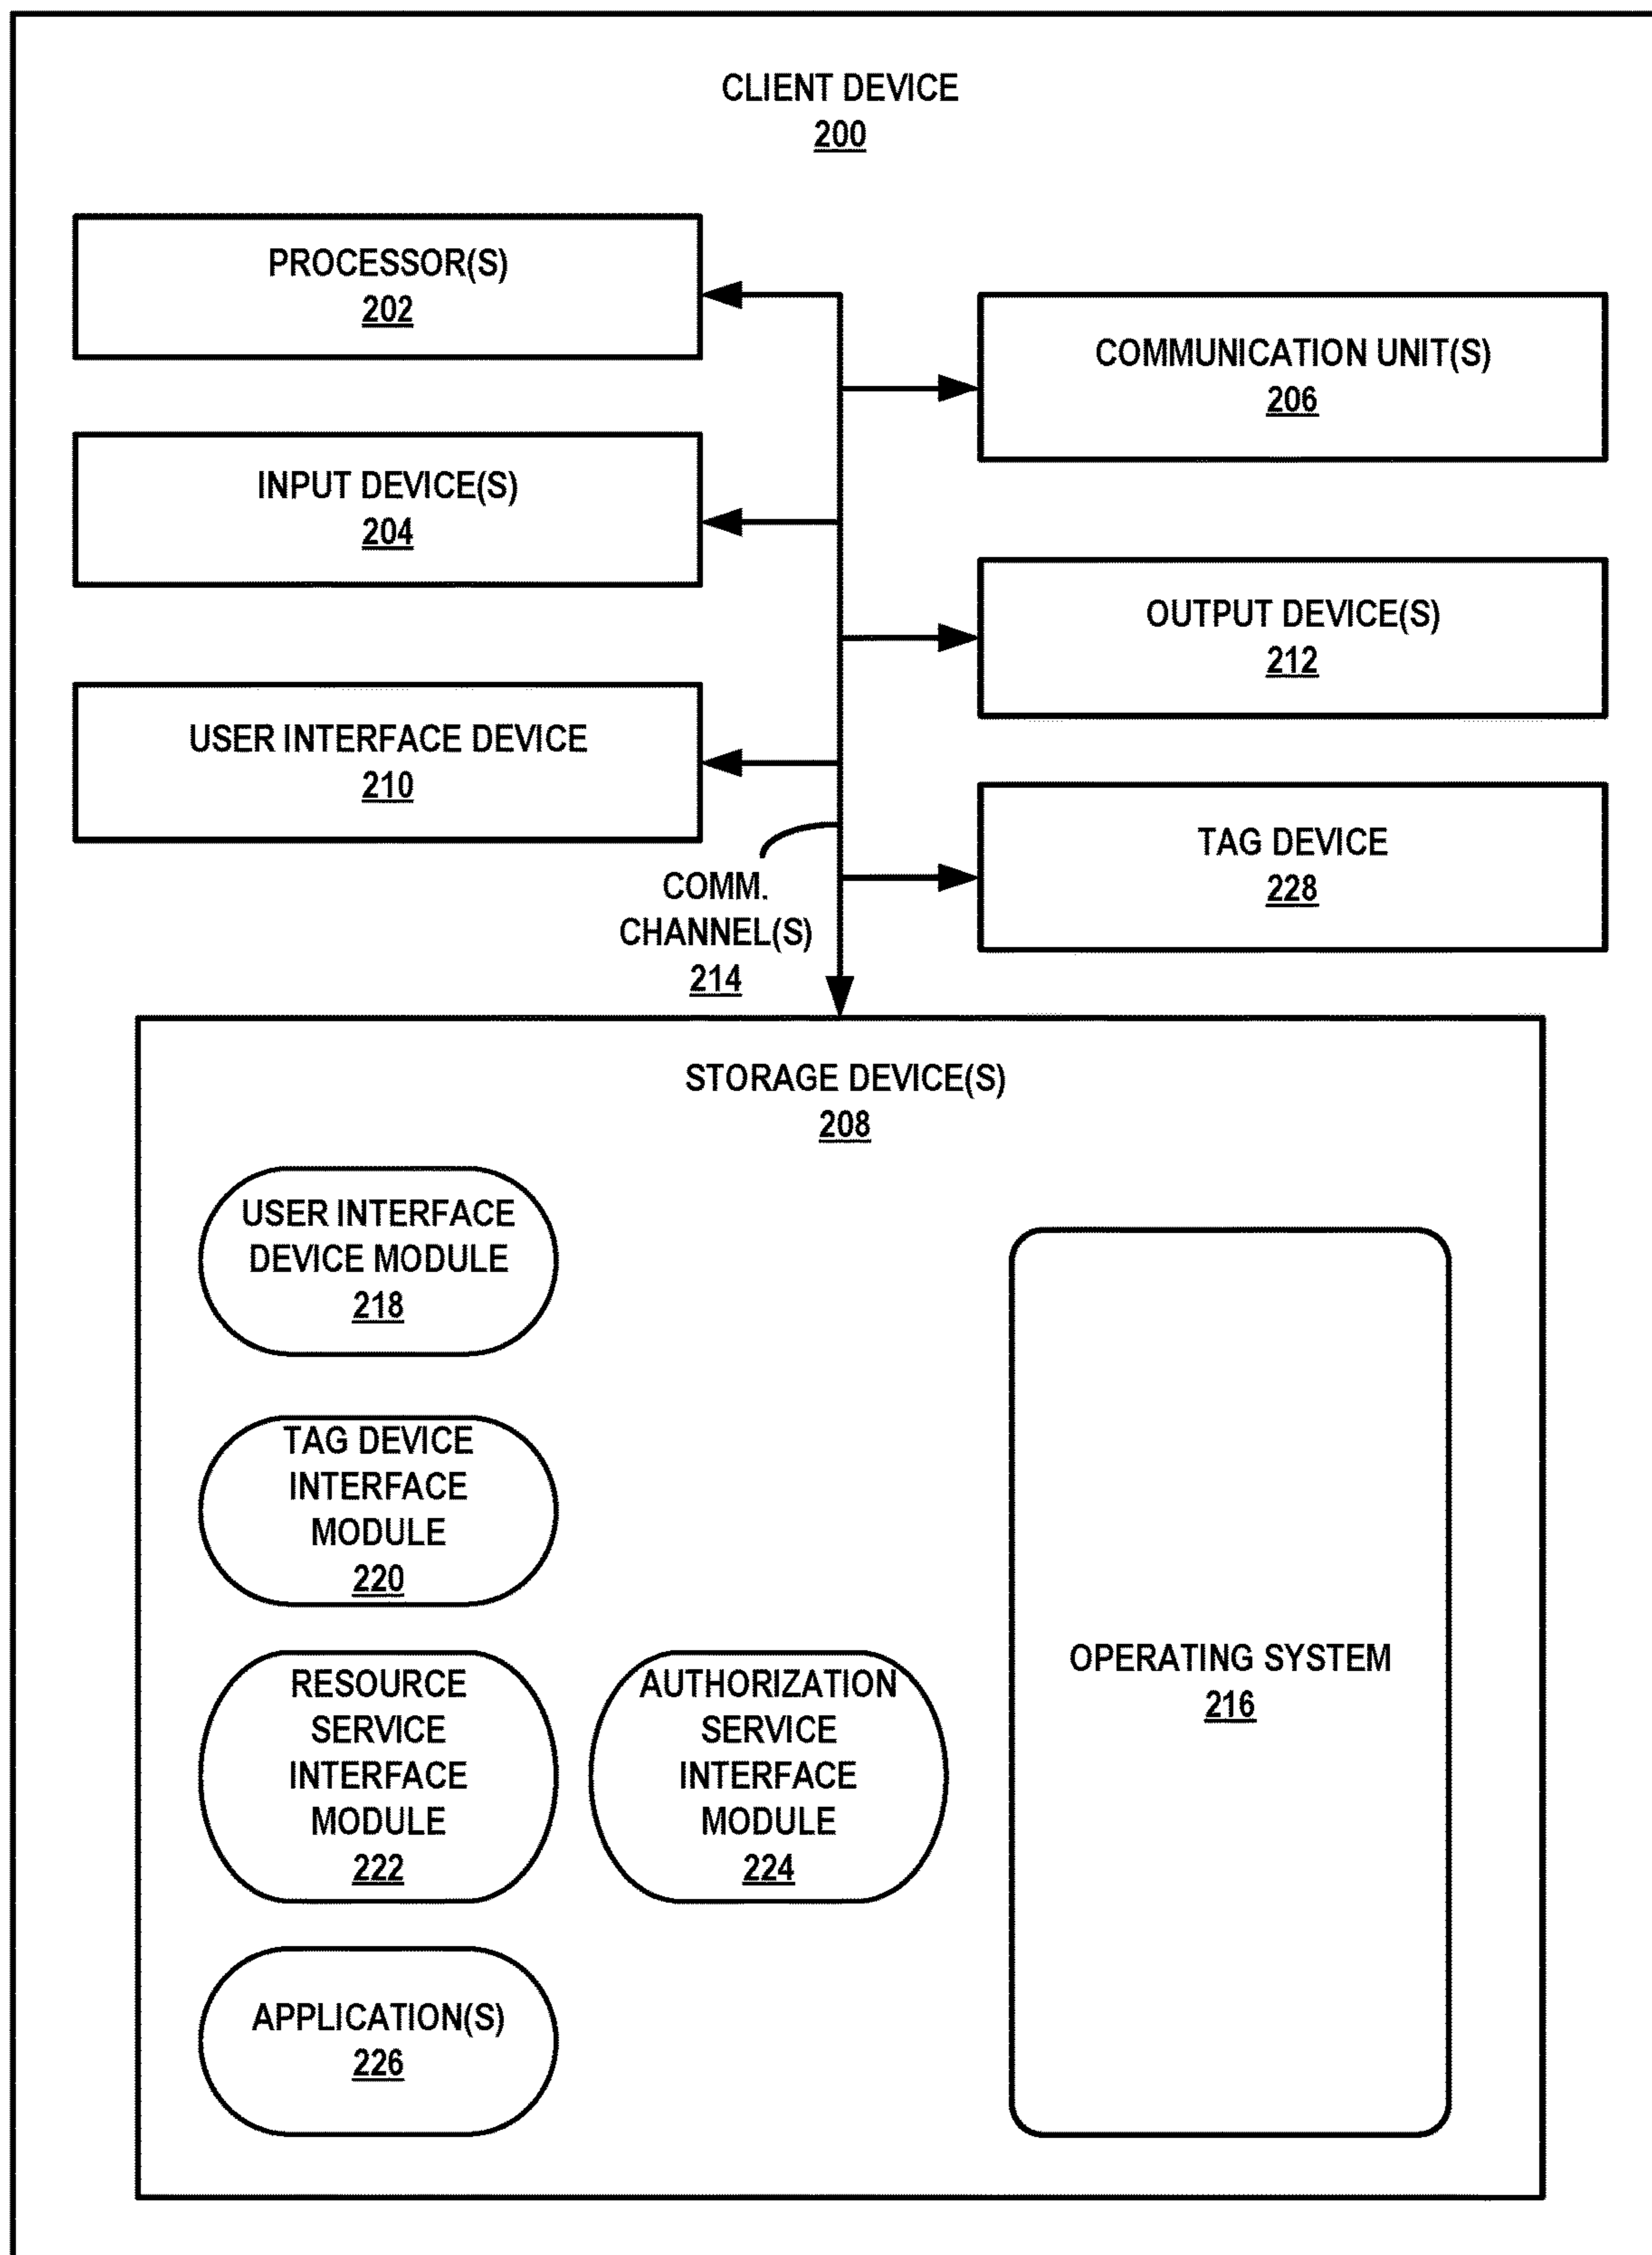 CLIENT DEVICE
200
PROCESSOR(S)
202
COMMUNICATION UNIT(S)
206
INPUT DEVICE(S)
204
OUTPUT DEVICE(S)
212
USER INTERFACE DEVICE
210
TAG DEVICE
228
COMM.
CHANNEL(S)
214
STORAGE DEVICE(S)
208
USER INTERFACE
DEVICE MODULE
218
TAG DEVICE
INTERFACE
MODULE
220
RESOURCE
SERVICE
INTERFACE
MODULE
222
AUTHORIZATION
SERVICE
INTERFACE
MODULE
224
APPLICATION(S)
226
OPERATING SYSTEM
216